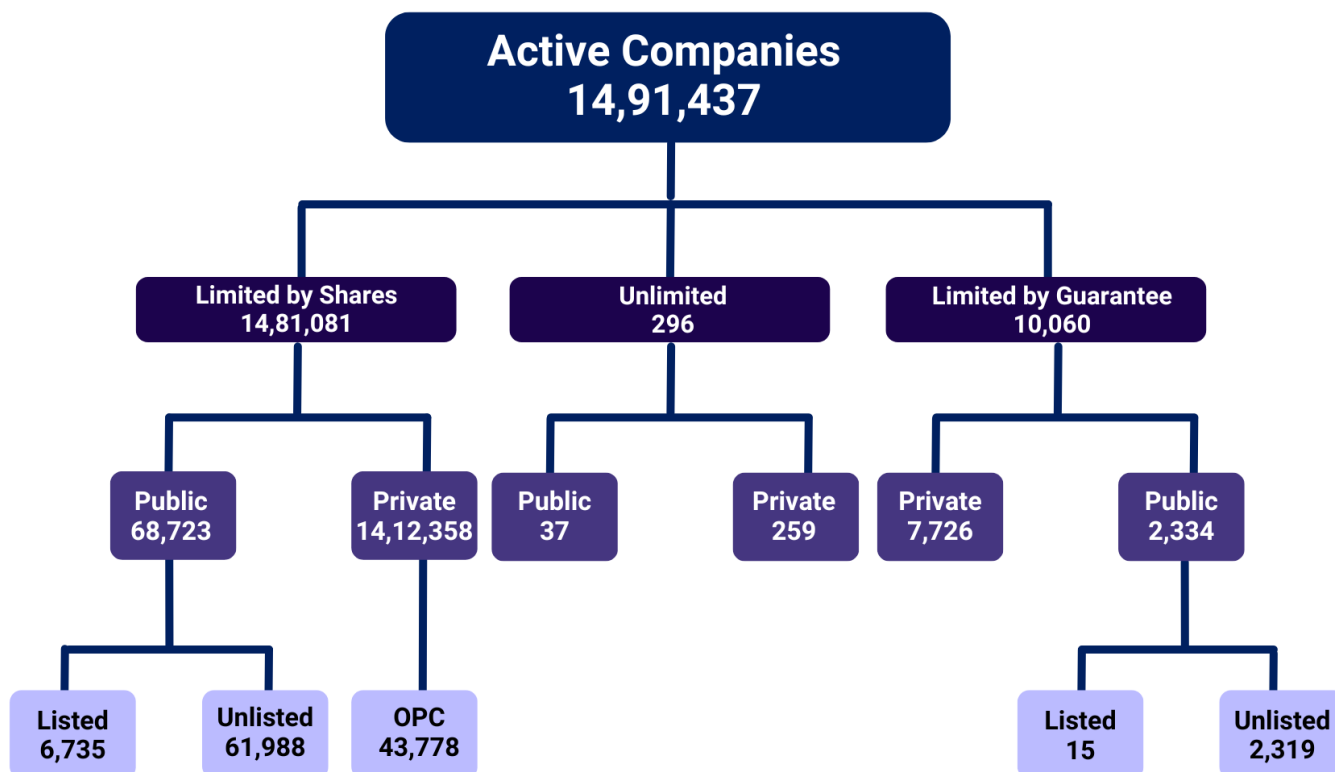 Active Companies
14,91,437
Limited by Shares
14,81,081
Unlimited
296
Limited by Guarantee
10,060
Public
68,723
Private
14,12,358
Public
37
Private
259
Private
7,726
Public
2,334
Listed
6,735
Unlisted
61,988
OPC
43,778
Listed
15
Unlisted
2,319